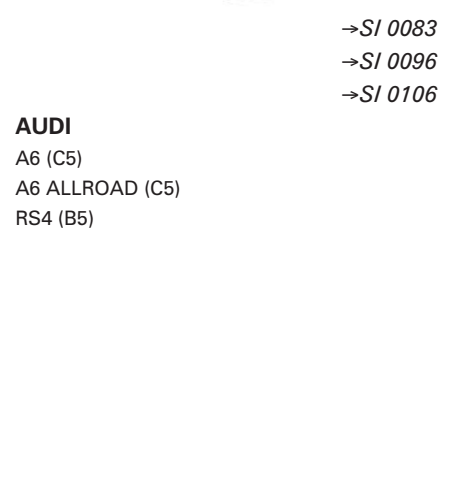 →SI 0083
→SI 0096
→SI 0106
AUDI
A6 (C5)
A6 ALLROAD (C5)
RS4 (B5)